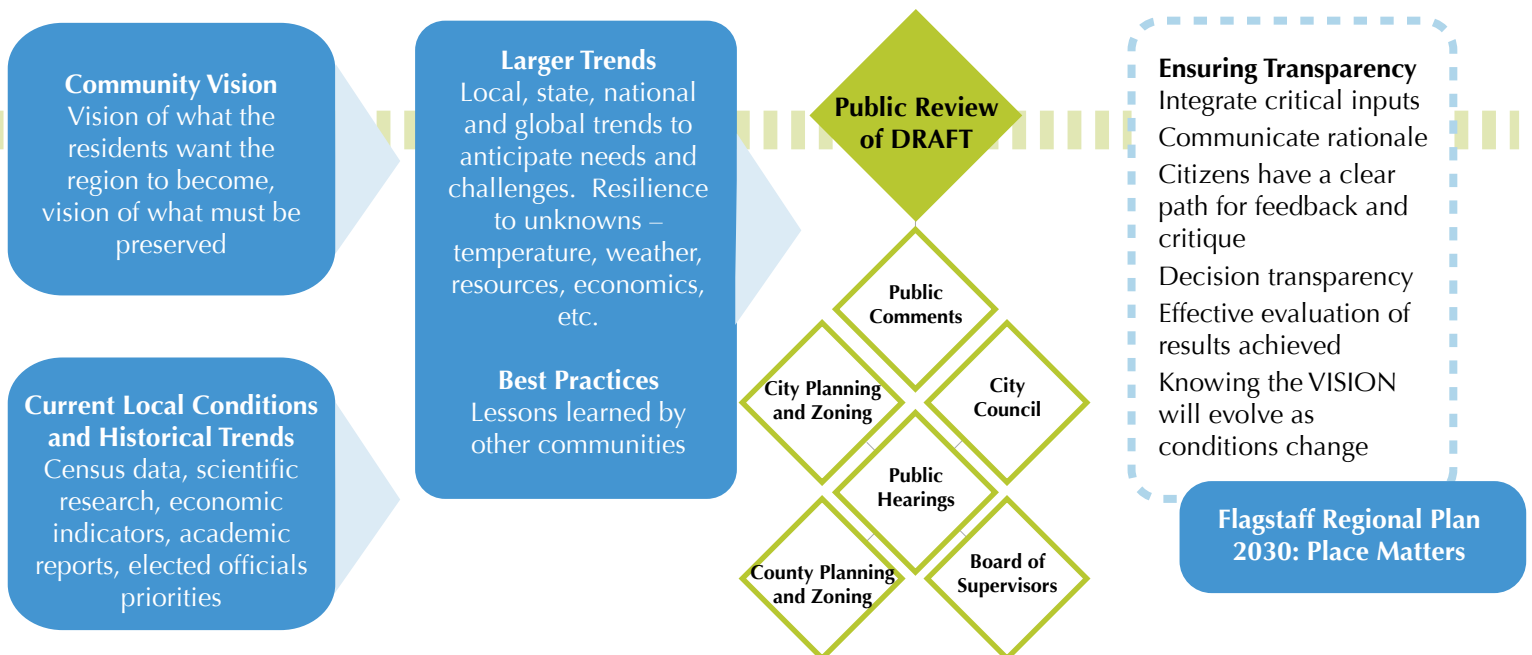 Community Vision
Vision of what the
residents want the
region to become,
vision of what must be
preserved
Current Local Conditions
and Historical Trends
Census data, scientific
research, economic
indicators, academic
reports, elected officials
priorities
Larger Trends
Local, state, national
and global trends to
anticipate needs and
challenges.  Resilience
to unknowns –
temperature, weather,
resources, economics,
etc.
Best Practices
Lessons learned by
other communities
Public Review
of DRAFT
Public
Comments
City Planning
and Zoning
City
Council
Public
Hearings
County Planning
and Zoning
Board of
Supervisors
Ensuring Transparency
Integrate critical inputs
Communicate rationale
Citizens have a clear
path for feedback and
critique
Decision transparency
Effective evaluation of
results achieved
Knowing the VISION
will evolve as
conditions change
Flagstaff Regional Plan
2030: Place Matters